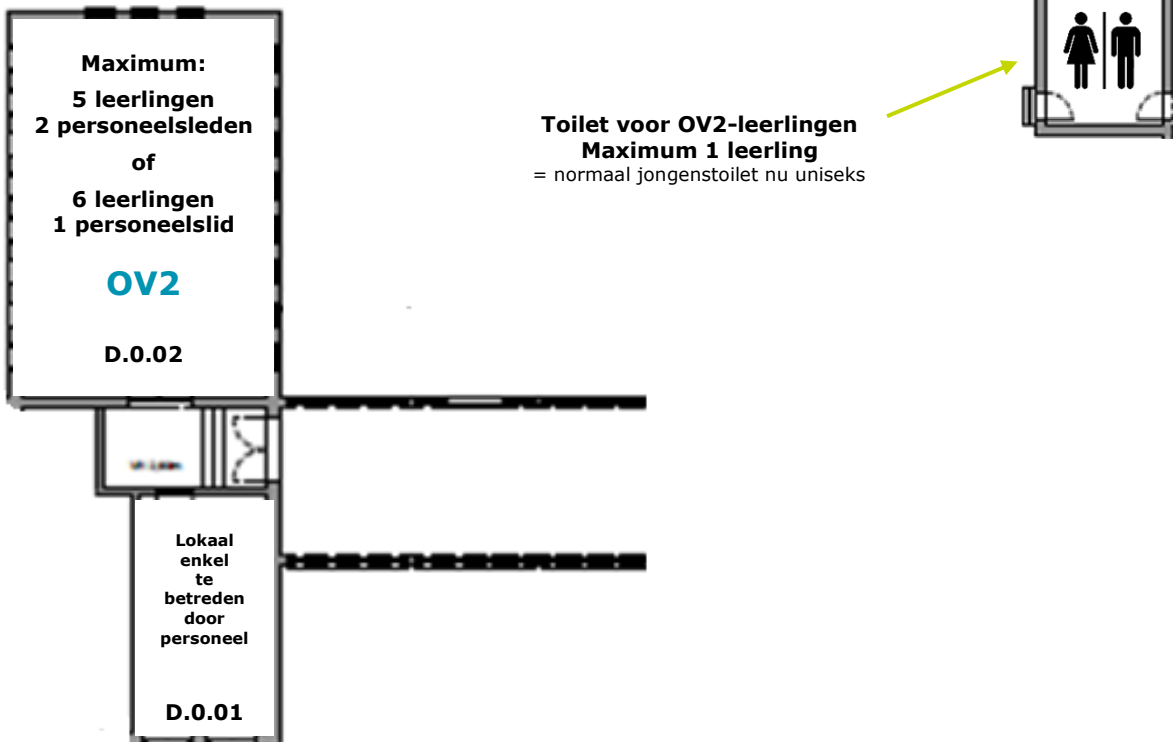 Maximum:
5 leerlingen
2 personeelsleden
of
6 leerlingen
1 personeelslid
OV2
D.0.02
Toilet voor OV2-leerlingen
Maximum 1 leerling
= normaal jongenstoilet nu uniseks
Lokaal
enkel
te
betreden
door
personeel
D.0.01